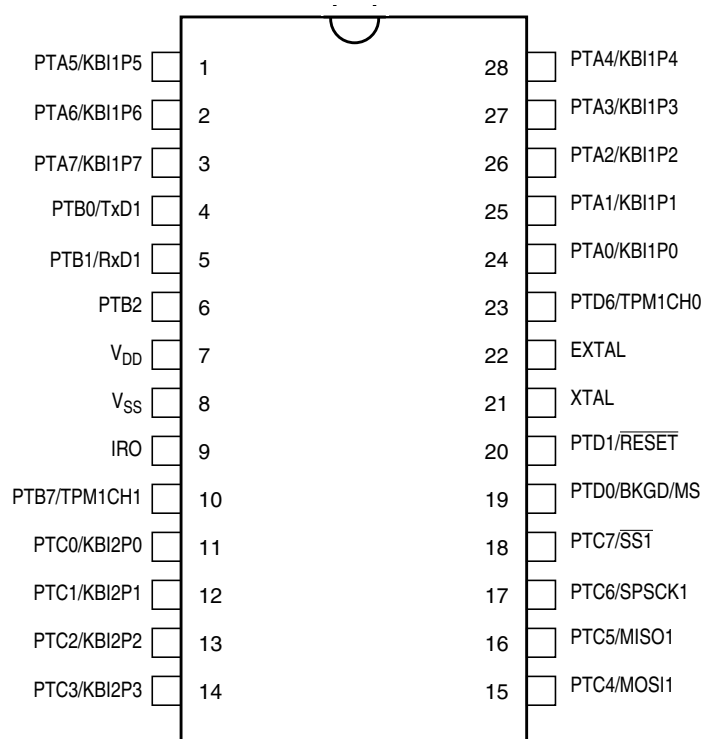 PTA5/KBI1P5 1 28 PTA4/KBI1P4
PTA6/KBI1P6 2 27 PTA3/KBI1P3
PTA7/KBI1P7 3 26 PTA2/KBI1P2
PTB0/TxD1 4 25 PTA1/KBI1P1
PTB1/RxD1 5 24 PTA0/KBI1P0
PTB2 6 23 PTD6/TPM1CH0
VDD 7 22 EXTAL
VSS 8 21 XTAL
IRO 9 20 PTD1/RESET
PTB7/TPM1CH1 10 19 PTD0/BKGD/MS
PTC0/KBI2P0 11 18 PTC7/SS1
PTC1/KBI2P1 12 17 PTC6/SPSCK1
PTC2/KBI2P2 13 16 PTC5/MISO1
PTC3/KBI2P3 14 15 PTC4/MOSI1